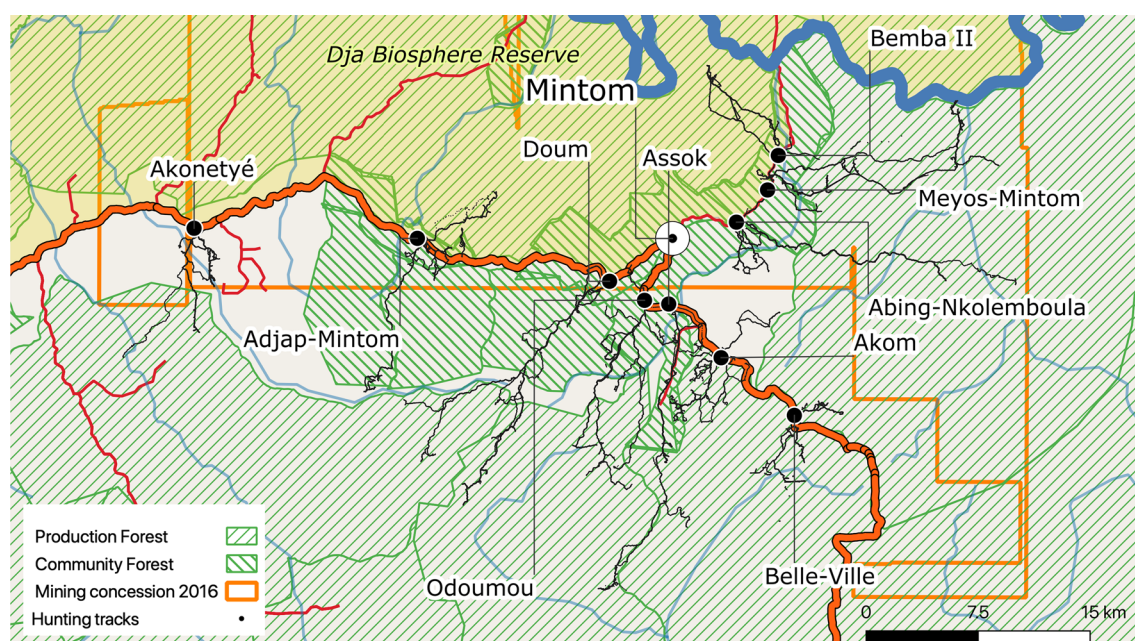 Bemba II
Dja Biosphere Reserve
Mintom
Doum
Assok
Akonetyé
Meyos-Mintom
Abing-Nkolemboula
Adjap-Mintom
Akom
Production Forest
Community Forest
Mining concession 2016
Hunting tracks
Odoumou
Belle-Ville
0 7.5 15 km